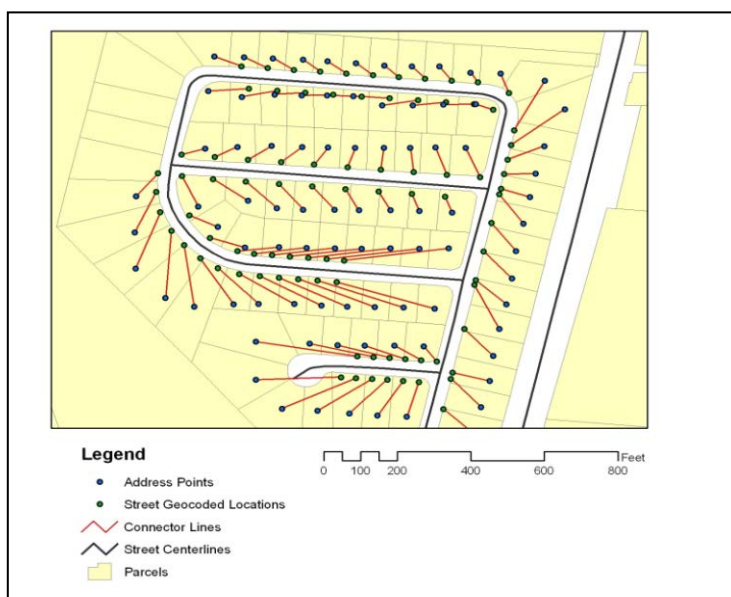 Legend
Address Points
Street Geocoded Locations
Connector Lines
Street Centerlines
Parcels
Feet
0 100 200 400 600 800